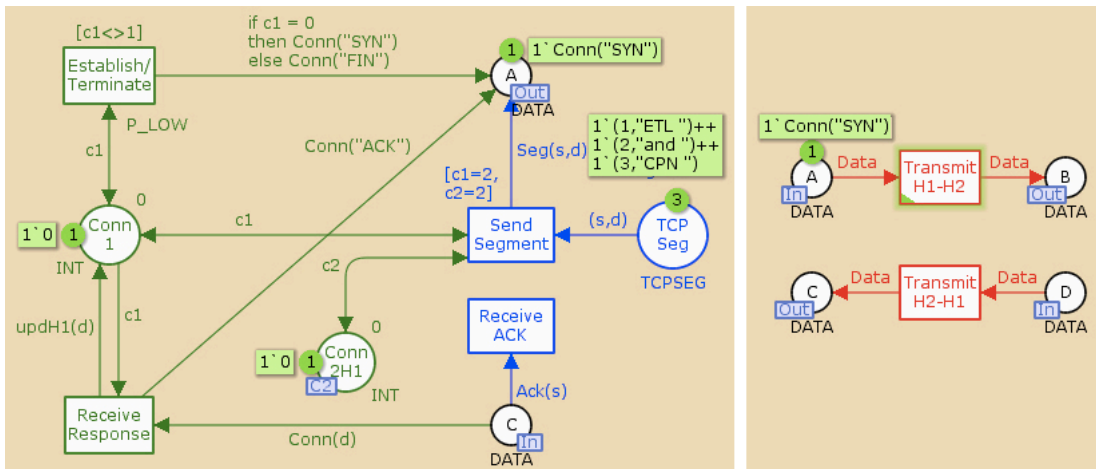 [c1<>1]
if c1 = 0
then Conn("SYN")
else Conn("FIN")
Establish/
Terminate
1
1`Conn("SYN")
A
Out
DATA
P_LOW
c1
Conn("ACK")
Seg(s,d)
1`(1,"ETL ")++
1`(2,"and ")++
1`(3,"CPN ")
[c1=2,
c2=2]
0
1`0
1
Conn
1
INT
c1
Send
Segment
(s,d)
3
TCP
Seg
TCPSEG
c2
updH1(d)
c1
0
1`0
1
Conn
2H1
C2
INT
Receive
ACK
Ack(s)
Receive
Response
Conn(d)
C
In
DATA
1`Conn("SYN")
1
A
In
DATA
Data
Transmit
H1-H2
Data
B
Out
DATA
C
Out
DATA
Data
Transmit
H2-H1
Data
D
In
DATA